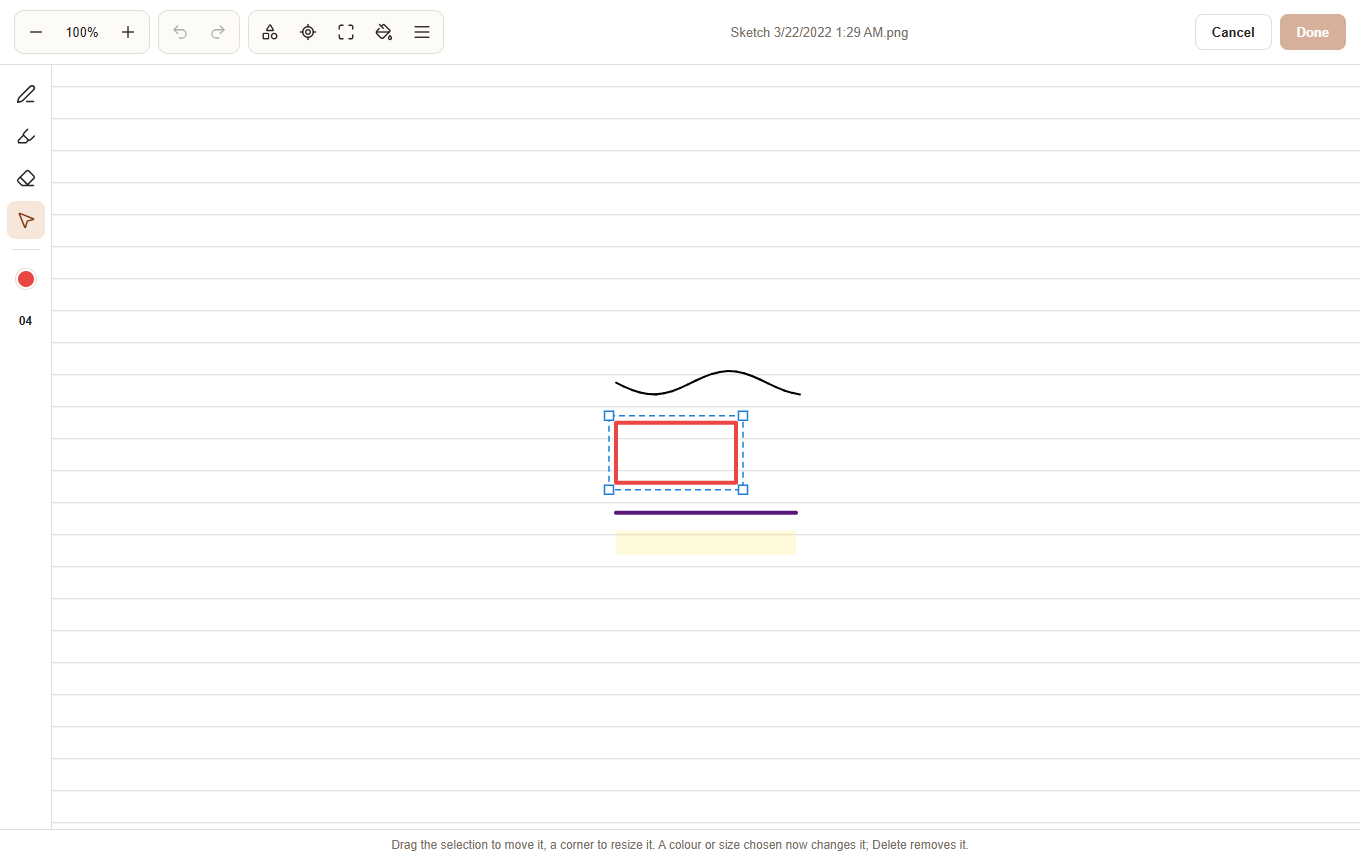 100%
Sketch 3/22/2022 1:29 AM.png
Cancel
Done
04
Drag the selection to move it, a corner to resize it. A colour or size chosen now changes it; Delete removes it.